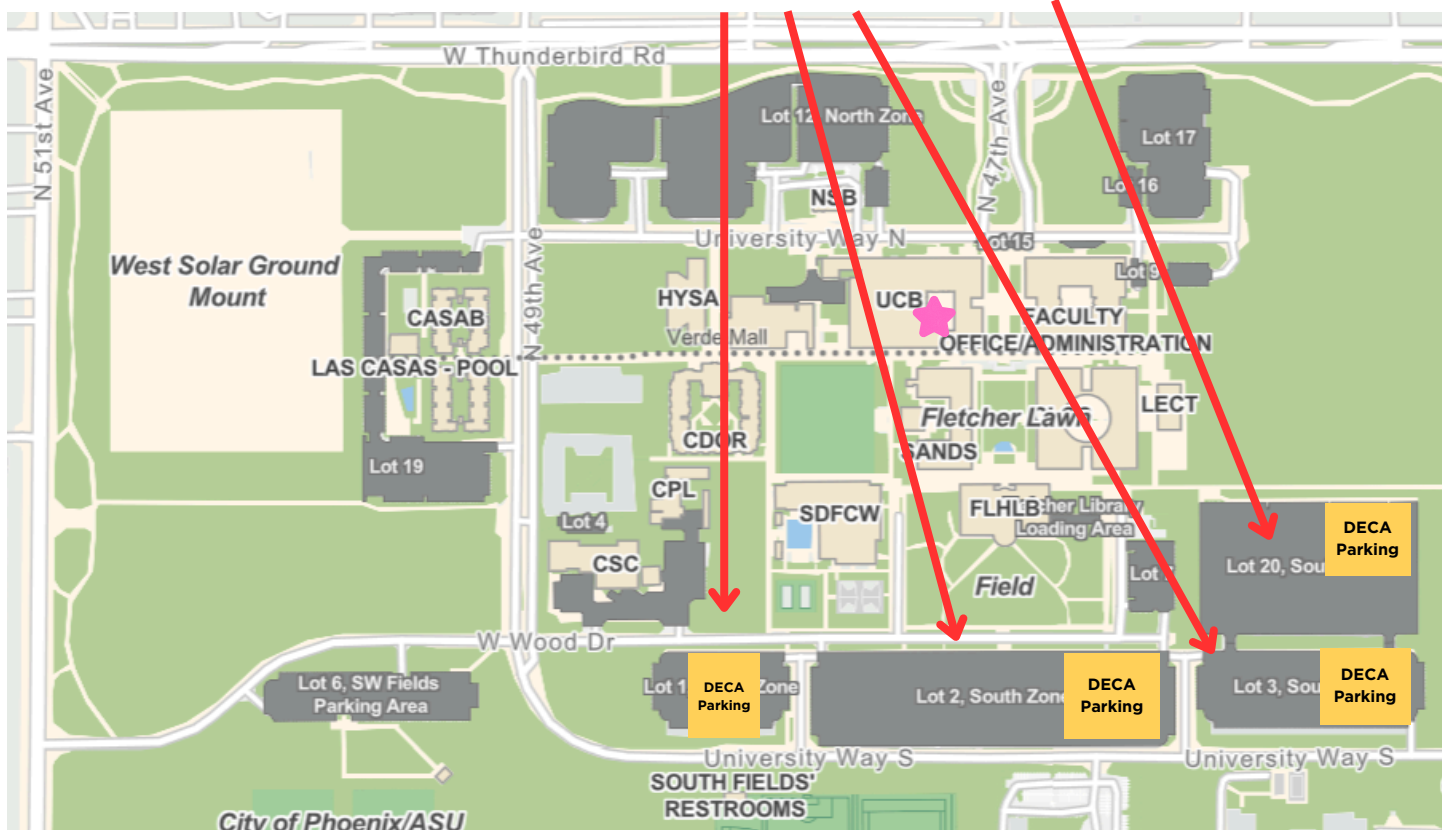 W Thunderbird Rd
N 51st Ave
N 47th Ave
Lot 12, North Zone
Lot 17
Lot 16
NSB
University Way N
Lot 15
N 49th Ave
West Solar Ground
Mount
Lot 9
HYSA
UCB
CASAB
FACULTY
OFFICE/ADMINISTRATION
Verde Mall
LAS CASAS - POOL
LECT
Fletcher Lawn
CDOR
SANDS
Lot 19
CPL
SDFCW
FLHLB
cher Library
Loading Area
Lot 4
DECA
Parking
CSC
Lot 20, Sou
Lot
Field
W Wood Dr
Lot 6, SW Fields
Parking Area
Lot 1
Zone
DECA
Parking
Lot 2, South Zone
DECA
Parking
Lot 3, Sou
DECA
Parking
University Way S
University Way S
SOUTH FIELDS'
RESTROOMS
City of Phoenix/ASU